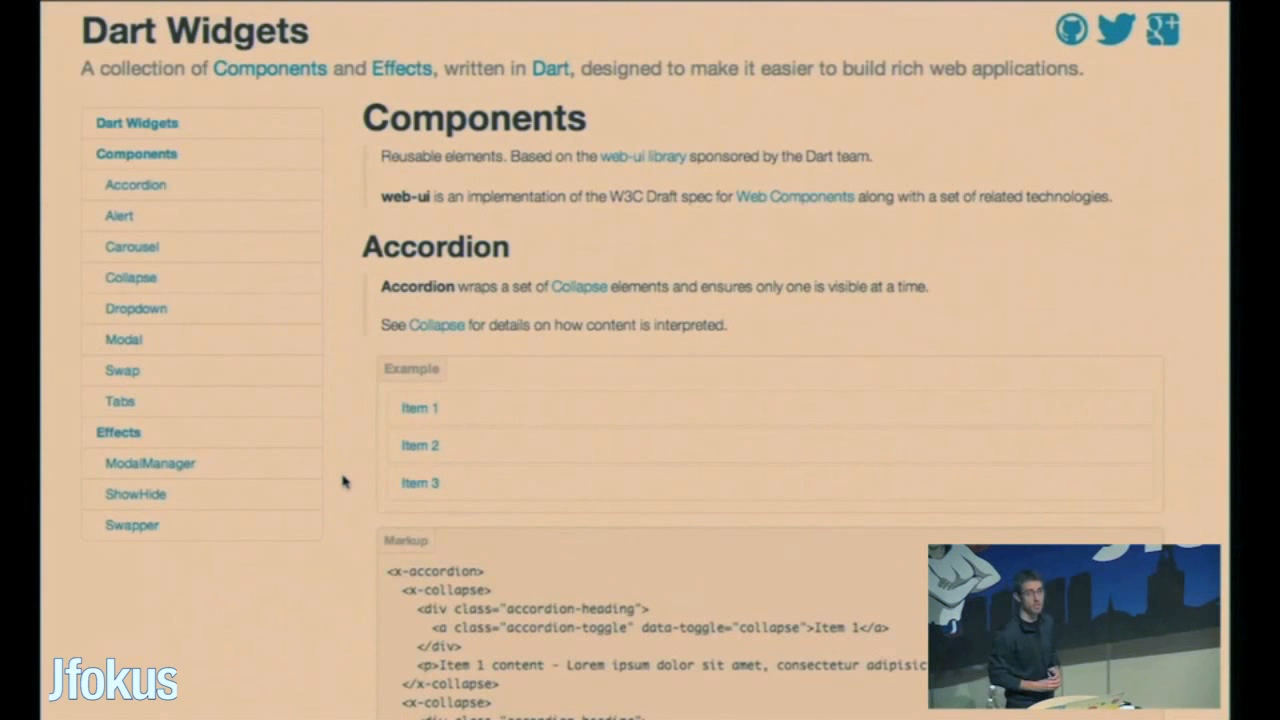 Dart Widgets
A collection of Components and Effects, written in Dart, designed to make it easier to build rich web applications.
Dart Widgets
Components
Accordion
Alert
Carousel
Collapse
Dropdown
Modal
Swap
Tabs
Effects
ModalManager
ShowHide
Swapper
Components
Reusable elements. Based on the web-ui library sponsored by the Dart team.
web-ui is an implementation of the W3C Draft spec for Web Components along with a set of related technologies.
Accordion
Accordion wraps a set of Collapse elements and ensures only one is visible at a time.
See Collapse for details on how content is interpreted.
Example
Item 1
Item 2
Item 3
Markup
<x-accordion>
<x-collapse>
<div class="accordion-heading">
<a class="accordion-toggle" data-toggle="collapse">Item 1</a>
</div>
<p>Item 1 content - Lorem ipsum dolor sit amet, consectetur adipisic
</x-collapse>
<x-collapse>
<div class="accordion-heading">
Jfokus